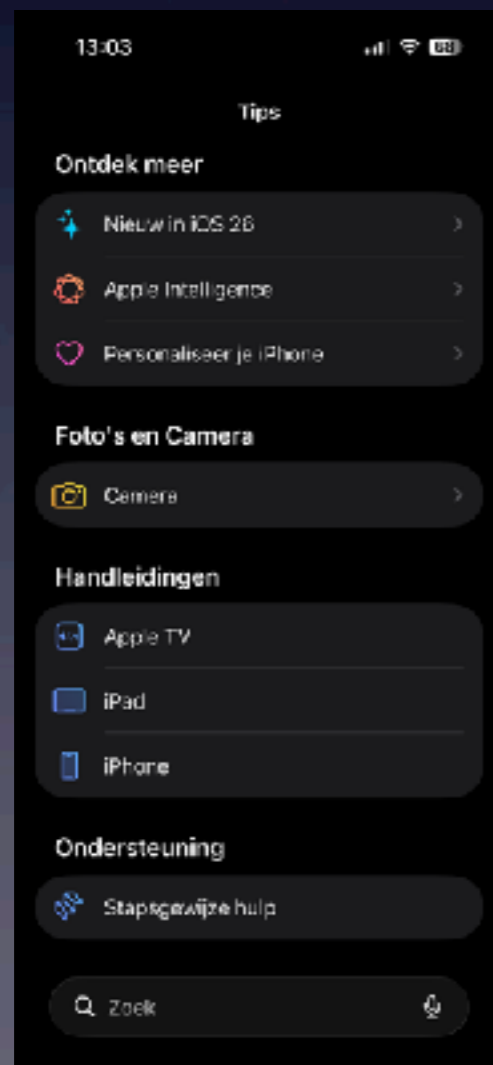 13:03
68
Tips
Ontdek meer
Nieuw in iOS 26
Apple Intelligence
Personaliseer je iPhone
Foto's en Camera
Camera
Handleidingen
Apple TV
iPad
iPhone
Ondersteuning
Stapsgewijze hulp
Zoek